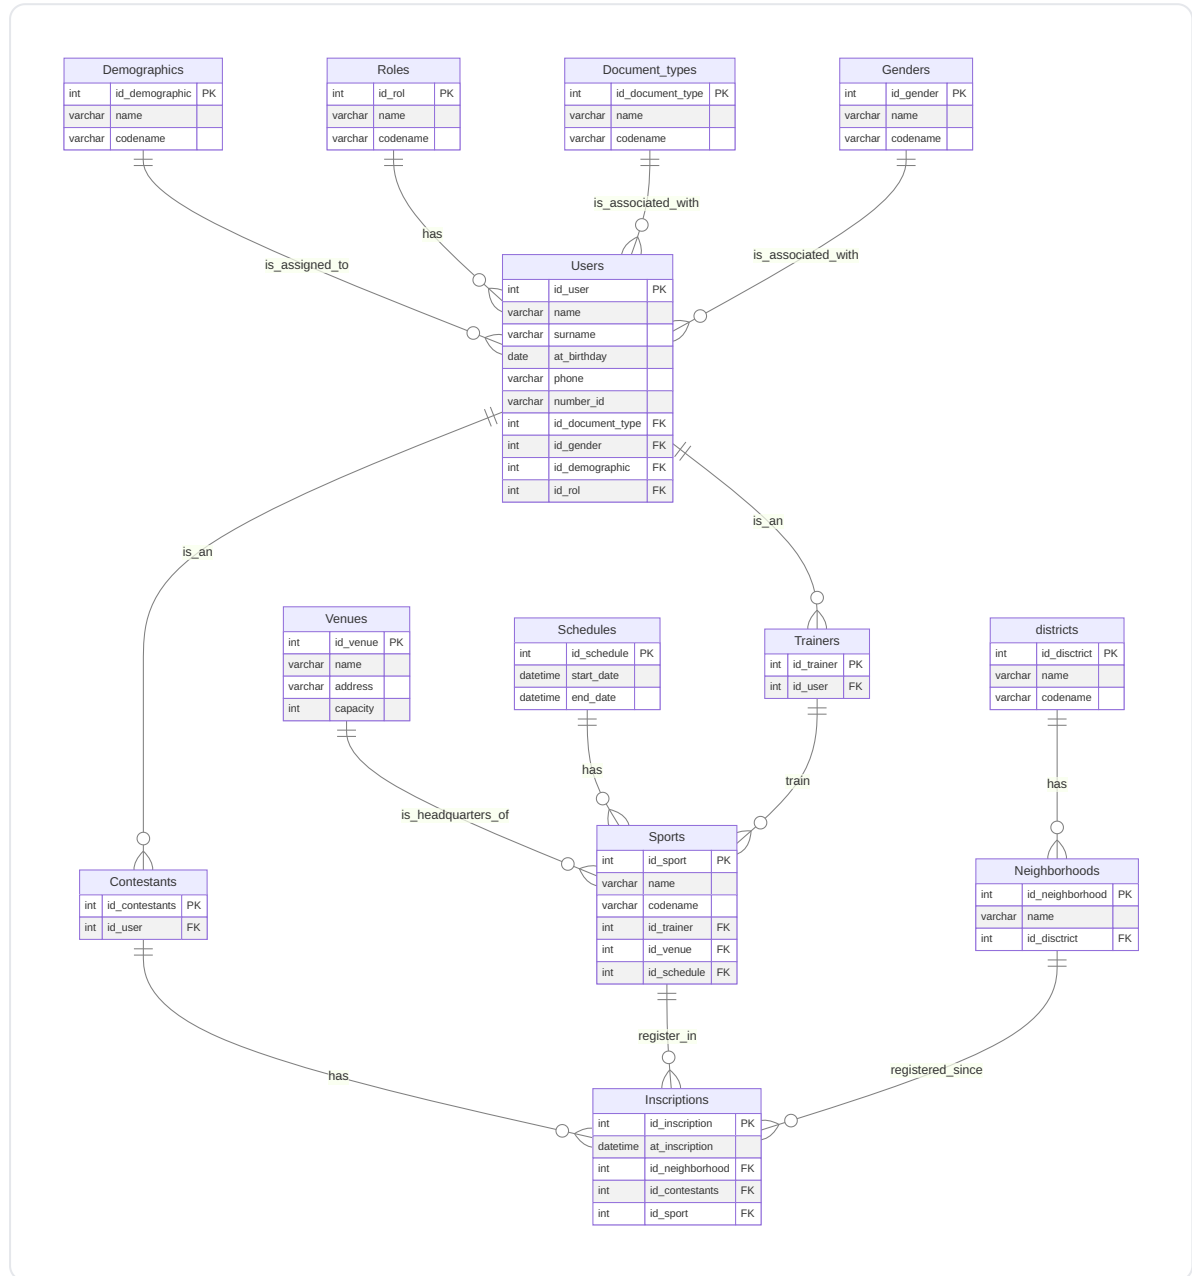 Demographics
int id_demographic PK
varchar name
varchar codename
Roles
int id_rol PK
varchar name
varchar codename
Document_types
int id_document_type PK
varchar name
varchar codename
Genders
int id_gender PK
varchar name
varchar codename
is_associated_with
has
is_associated_with
is_assigned_to
Users
int id_user PK
varchar name
varchar surname
date at_birthday
varchar phone
varchar number_id
int id_document_type FK
int id_gender FK
int id_demographic FK
int id_rol FK
is_an
is_an
Venues
int id_venue PK
varchar name
varchar address
int capacity
Schedules
int id_schedule PK
datetime start_date
datetime end_date
Trainers
int id_trainer PK
int id_user FK
districts
int id_disctrict PK
varchar name
varchar codename
has
train
has
is_headquarters_of
Contestants
int id_contestants PK
int id_user FK
Sports
int id_sport PK
varchar name
varchar codename
int id_trainer FK
int id_venue FK
int id_schedule FK
Neighborhoods
int id_neighborhood PK
varchar name
int id_disctrict FK
register_in
has
registered_since
Inscriptions
int id_inscription PK
datetime at_inscription
int id_neighborhood FK
int id_contestants FK
int id_sport FK